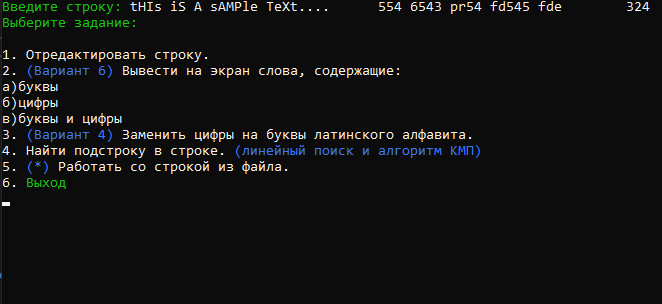 Введите строку: tHIs iS A sAMPle TeXt....      554 6543 pr54 fd545 fde        324
Выберите задание:
1. Отредактировать строку.
2. (Вариант 6) Вывести на экран слова, содержащие:
а)буквы
б)цифры
в)буквы и цифры
3. (Вариант 4) Заменить цифры на буквы латинского алфавита.
4. Найти подстроку в строке. (линейный поиск и алгоритм КМП)
5. (*) Работать со строкой из файла.
6. Выход